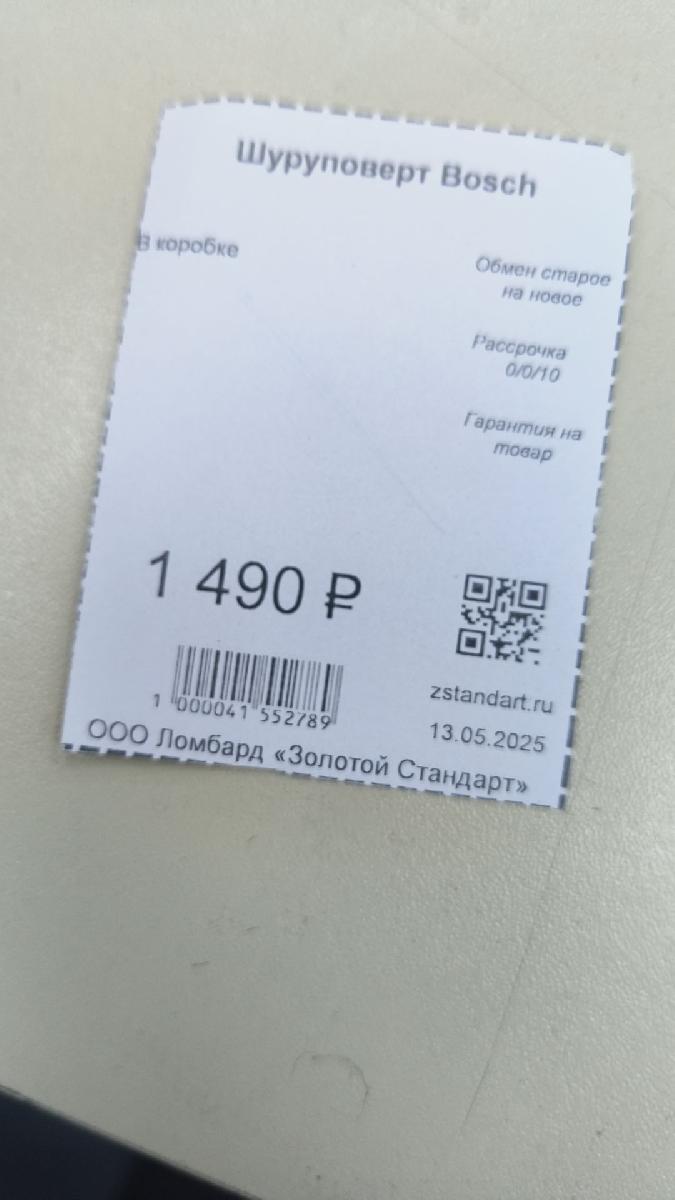 Шуруповерт Bosch
В коробке
Обмен старое
на новое
Рассрочка
0/0/10
Гарантия на
товар
1 490 ₽
1 000041 552789
zstandart.ru
13.05.2025
ООО Ломбард «Золотой Стандарт»